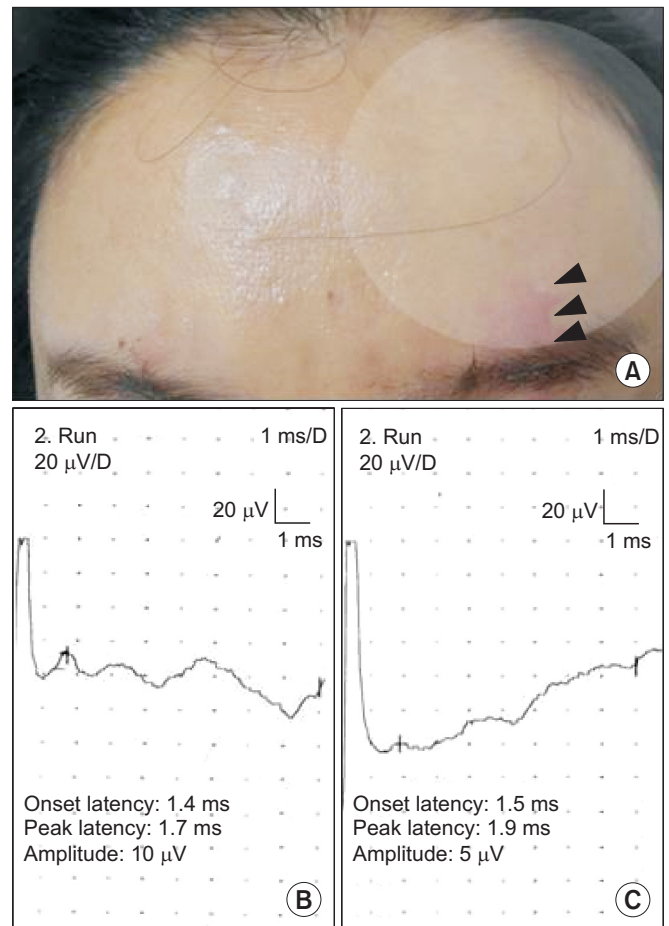 A
2. Run 1 ms/D
20 μV/D
20 μV
1 ms
Onset latency: 1.4 ms
Peak latency: 1.7 ms
Amplitude: 10 μV
B
2. Run 1 ms/D
20 μV/D
20 μV
1 ms
Onset latency: 1.5 ms
Peak latency: 1.9 ms
Amplitude: 5 μV
C